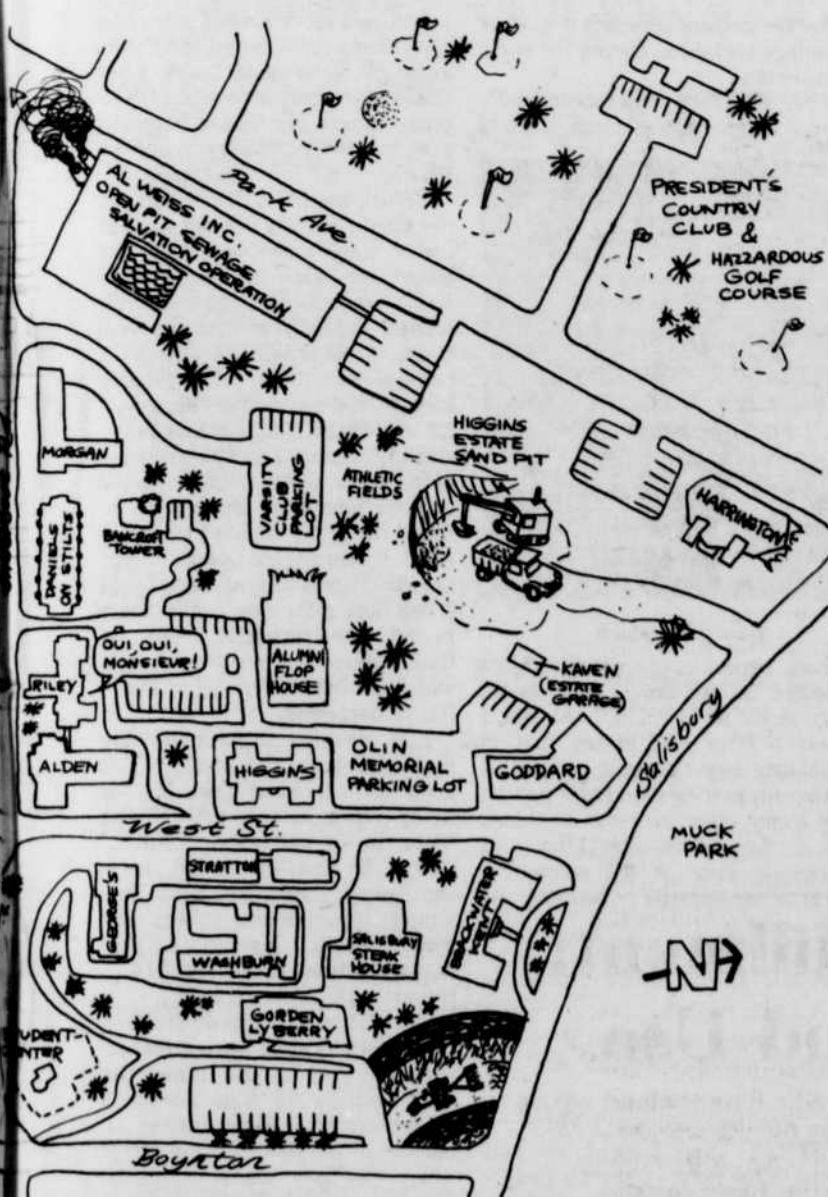 Park Ave.
AL WEISS INC.
OPEN PIT SEWAGE
SALVATION OPERATION
PRESIDENT'S
COUNTRY
CLUB &
HAZZARDOUS
GOLF
COURSE
MORGAN
VARSITY
CLUB
PARKING
LOT
HIGGINS
ESTATE
SAND PIT
ATHLETIC
FIELDS
HARRINGTON
DANIELS
ON STILTS
BANCROFT
TOWER
OUI, OUI,
MONSIEUR!
RILEY
ALUMNI
FLOP
HOUSE
KAVEN
(ESTATE
GARAGE)
ALDEN
HIGGINS
OLIN
MEMORIAL
PARKING LOT
GODDARD
Salisbury
West St.
MUCK
PARK
STRATTON
GEORGE'S
WASHBURN
SALISBURY
STEAK
HOUSE
BACKWATER
KENT
N
GORDEN
LYBERRY
Boynton